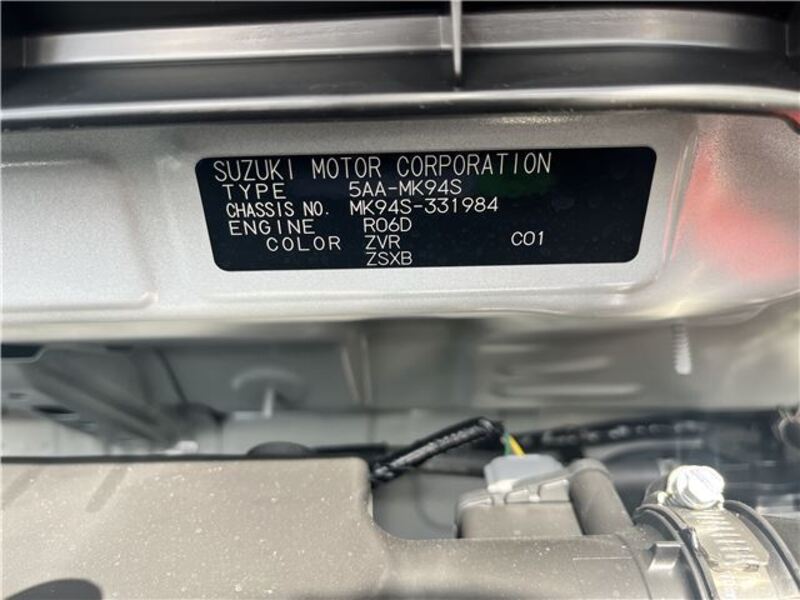 SUZUKI MOTOR CORPORATION
TYPE 5AA-MK94S
CHASSIS NO. MK94S-331984
ENGINE R06D
COLOR ZVR C01
ZSXB